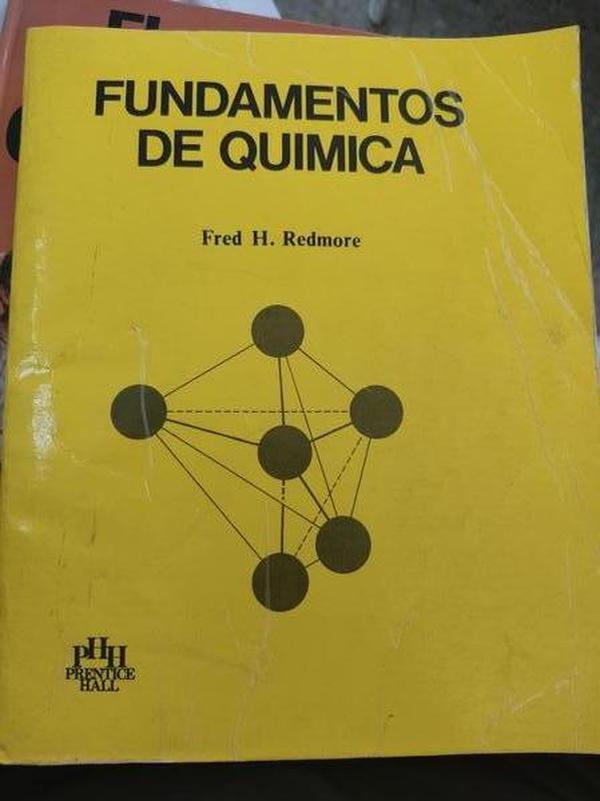 FUNDAMENTOS
DE QUIMICA
Fred H. Redmore
PHH
PRENTICE
HALL